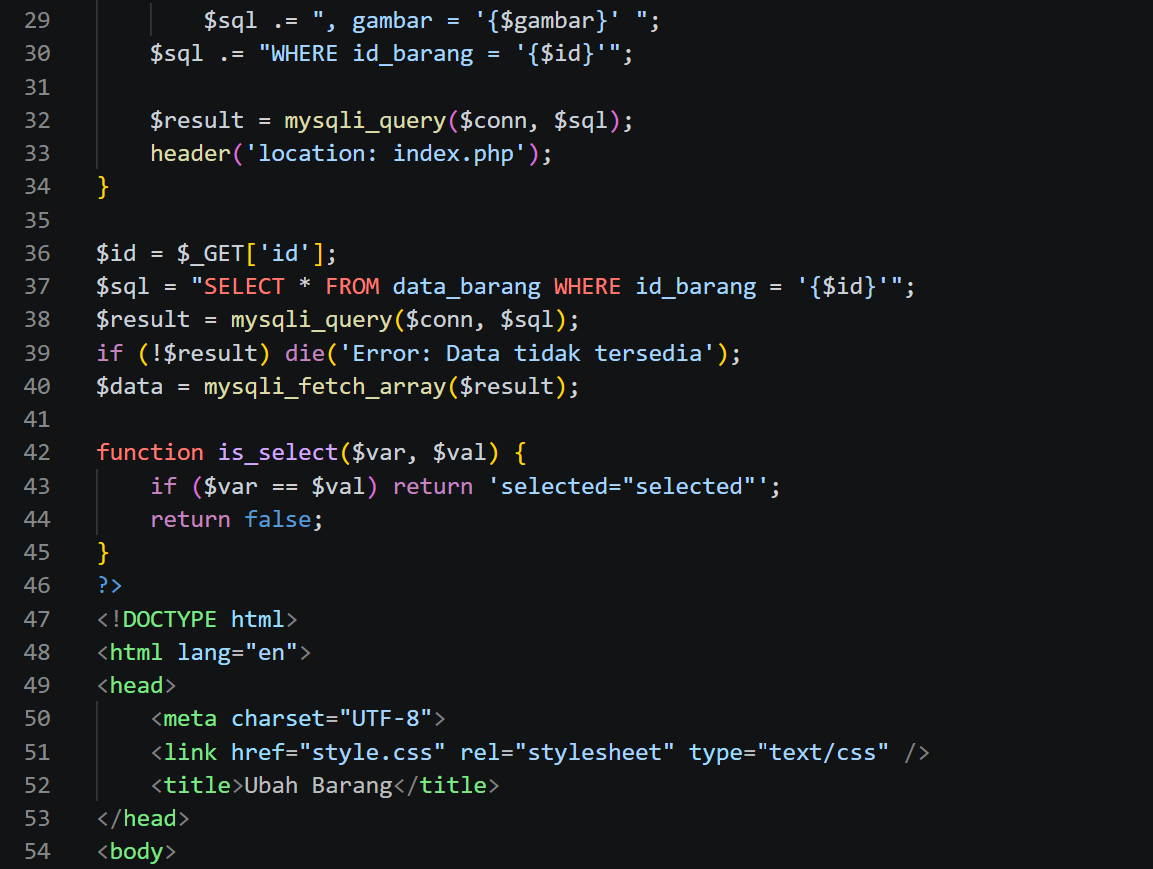 29             $sql .= ", gambar = '{$gambar}' ";
30         $sql .= "WHERE id_barang = '{$id}'";
31
32         $result = mysqli_query($conn, $sql);
33         header('location: index.php');
34     }
35
36     $id = $_GET['id'];
37     $sql = "SELECT * FROM data_barang WHERE id_barang = '{$id}'";
38     $result = mysqli_query($conn, $sql);
39     if (!$result) die('Error: Data tidak tersedia');
40     $data = mysqli_fetch_array($result);
41
42     function is_select($var, $val) {
43         if ($var == $val) return 'selected="selected"';
44         return false;
45     }
46     ?>
47     <!DOCTYPE html>
48     <html lang="en">
49     <head>
50         <meta charset="UTF-8">
51         <link href="style.css" rel="stylesheet" type="text/css" />
52         <title>Ubah Barang</title>
53     </head>
54     <body>